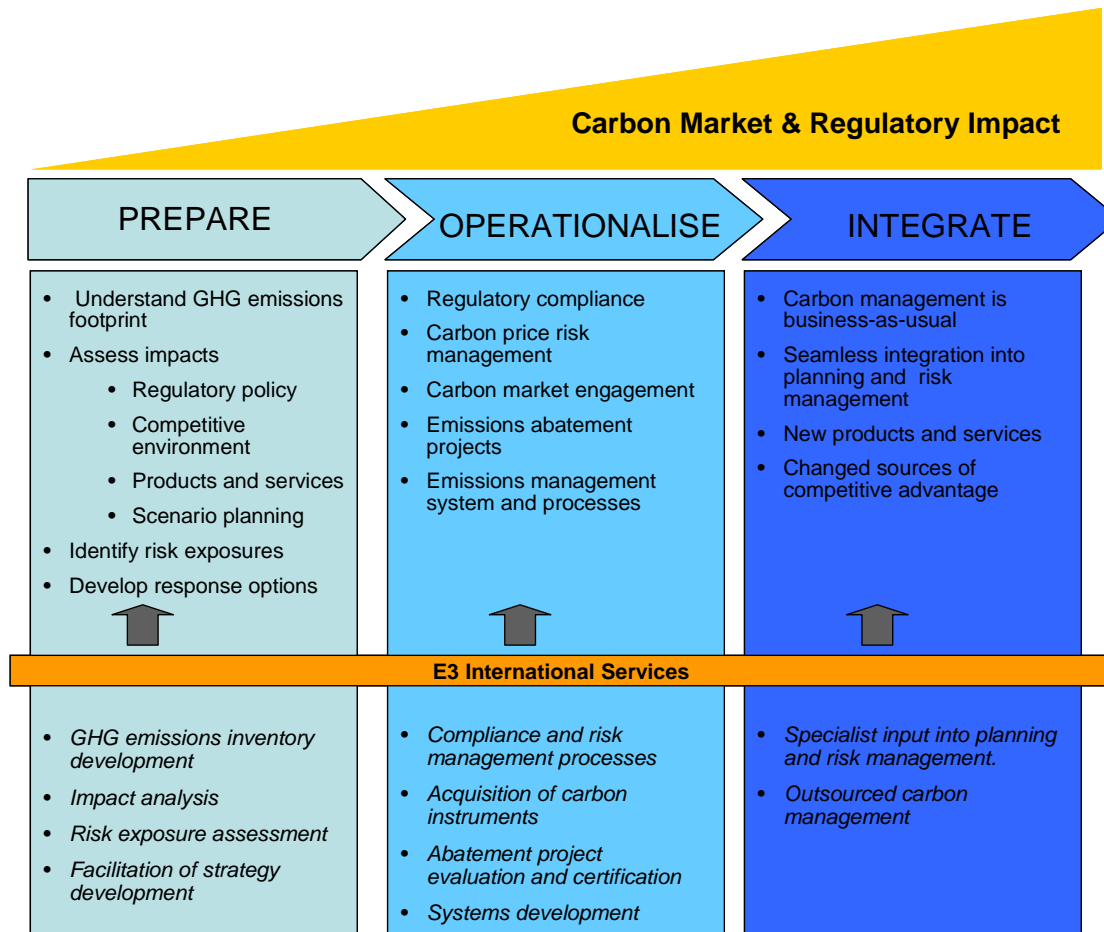 Carbon Market & Regulatory Impact
PREPARE
OPERATIONALISE
INTEGRATE
• Understand GHG emissions
footprint
• Assess impacts
• Regulatory policy
• Competitive
environment
• Products and services
• Scenario planning
• Identify risk exposures
• Develop response options
• Regulatory compliance
• Carbon price risk
management
• Carbon market engagement
• Emissions abatement
projects
• Emissions management
system and processes
• Carbon management is
business-as-usual
• Seamless integration into
planning and risk
management
• New products and services
• Changed sources of
competitive advantage
E3 International Services
• GHG emissions inventory
development
• Impact analysis
• Risk exposure assessment
• Facilitation of strategy
development
• Compliance and risk
management processes
• Acquisition of carbon
instruments
• Abatement project
evaluation and certification
• Systems development
• Specialist input into planning
and risk management.
• Outsourced carbon
management